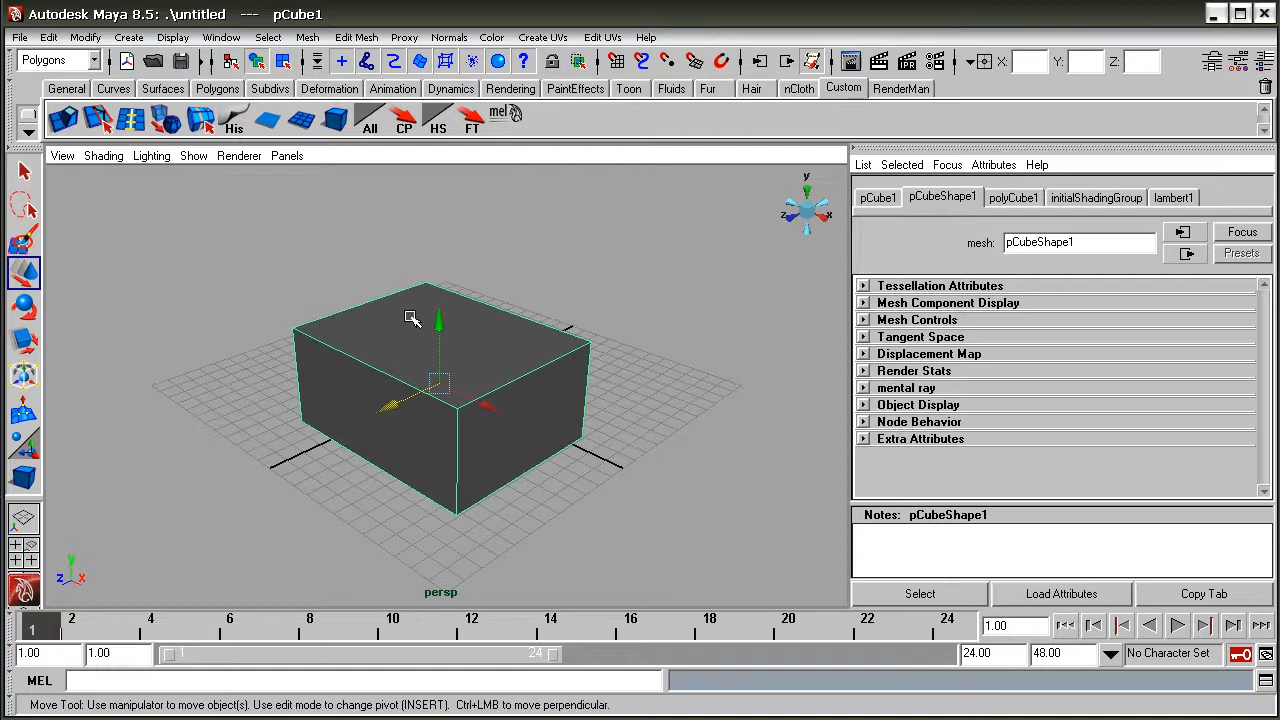 Autodesk Maya 8.5: .\untitled --- pCube1
File Edit Modify Create Display Window Select Mesh Edit Mesh Proxy Normals Color Create UVs Edit UVs Help
Polygons X: Y: Z:
General Curves Surfaces Polygons Subdivs Deformation Animation Dynamics Rendering PaintEffects Toon Fluids Fur Hair nCloth Custom RenderMan
His All CP HS FT mel
View Shading Lighting Show Renderer Panels
List Selected Focus Attributes Help
pCube1 pCubeShape1 polyCube1 initialShadingGroup lambert1
mesh: pCubeShape1 Focus
Presets
Tessellation Attributes
Mesh Component Display
Mesh Controls
Tangent Space
Displacement Map
Render Stats
mental ray
Object Display
Node Behavior
Extra Attributes
y
z x
Notes: pCubeShape1
y
z x
persp
Select Load Attributes Copy Tab
1 2 4 6 8 10 12 14 16 18 20 22 24 1.00
1.00 1.00 1 24 24.00 48.00 No Character Set
MEL
Move Tool: Use manipulator to move object(s). Use edit mode to change pivot (INSERT). Ctrl+LMB to move perpendicular.